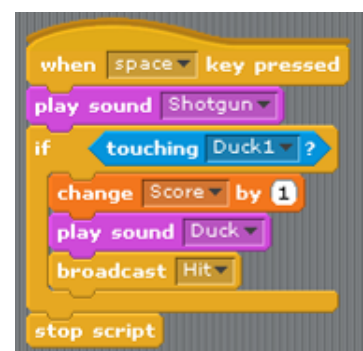 when space key pressed
play sound Shotgun
if touching Duck1 ?
change Score by 1
play sound Duck
broadcast Hit
stop script